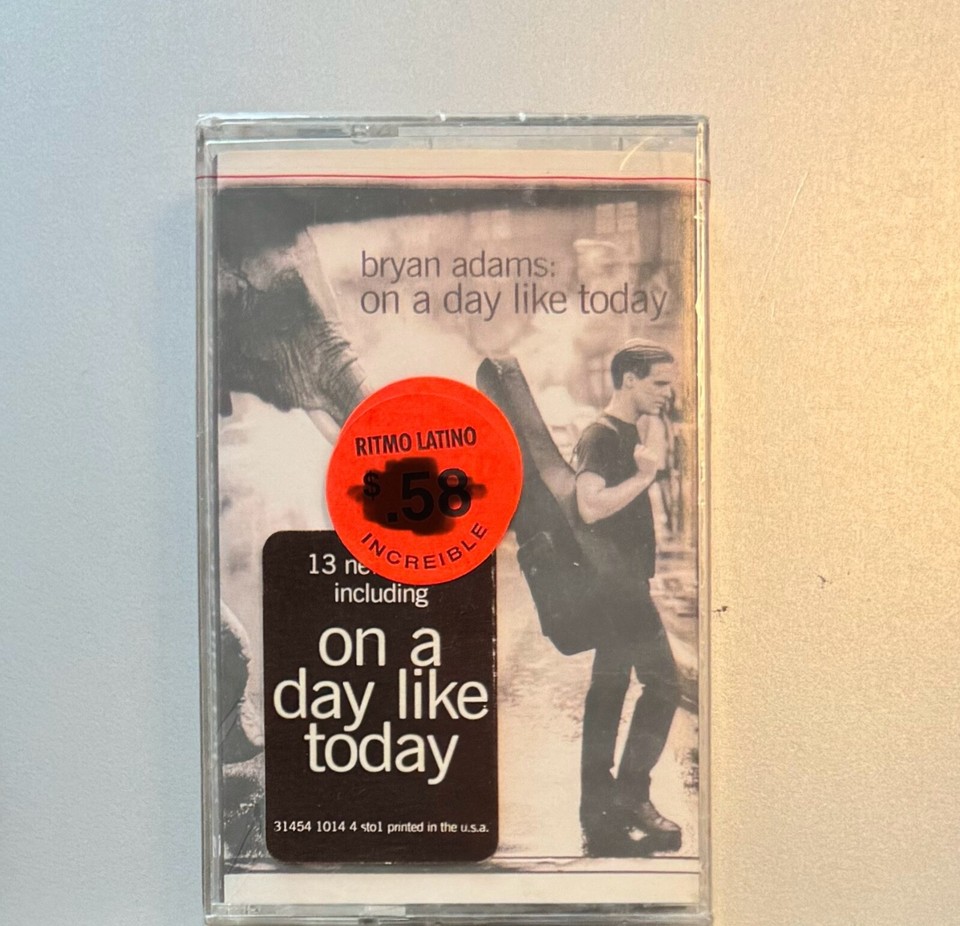 bryan adams:
on a day like today
RITMO LATINO
$ .58
INCREIBLE
13
including
on a
day like
today
31454 1014 4 sto1 printed in the u.s.a.